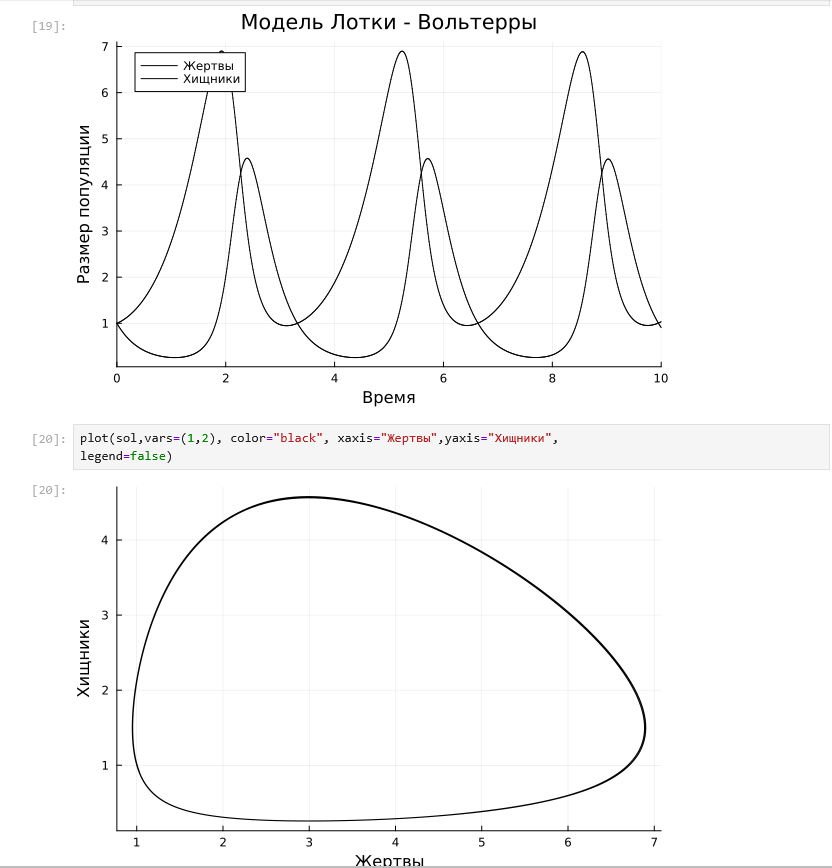 [19]:
Модель Лотки - Вольтерры
7
6
5
4
3
2
1
Жертвы
Хищники
Размер популяции
0 2 4 6 8 10
Время
[20]:
plot(sol,vars=(1,2), color="black", xaxis="Жертвы",yaxis="Хищники",
legend=false)
[20]:
4
3
2
1
Хищники
1 2 3 4 5 6 7
Жертвы